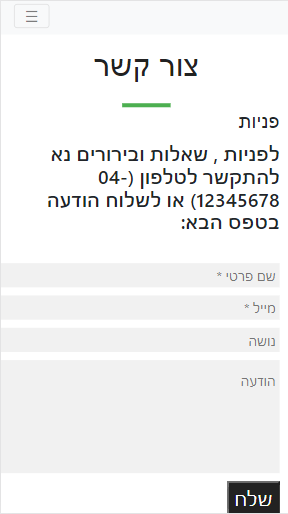 צור קשר
פניות
לפניות , שאלות ובירורים נא
להתקשר לטלפון (04-
12345678) או לשלוח הודעה
בטפס הבא:
שם פרטי *
מייל *
נושה
הודעה
שלח